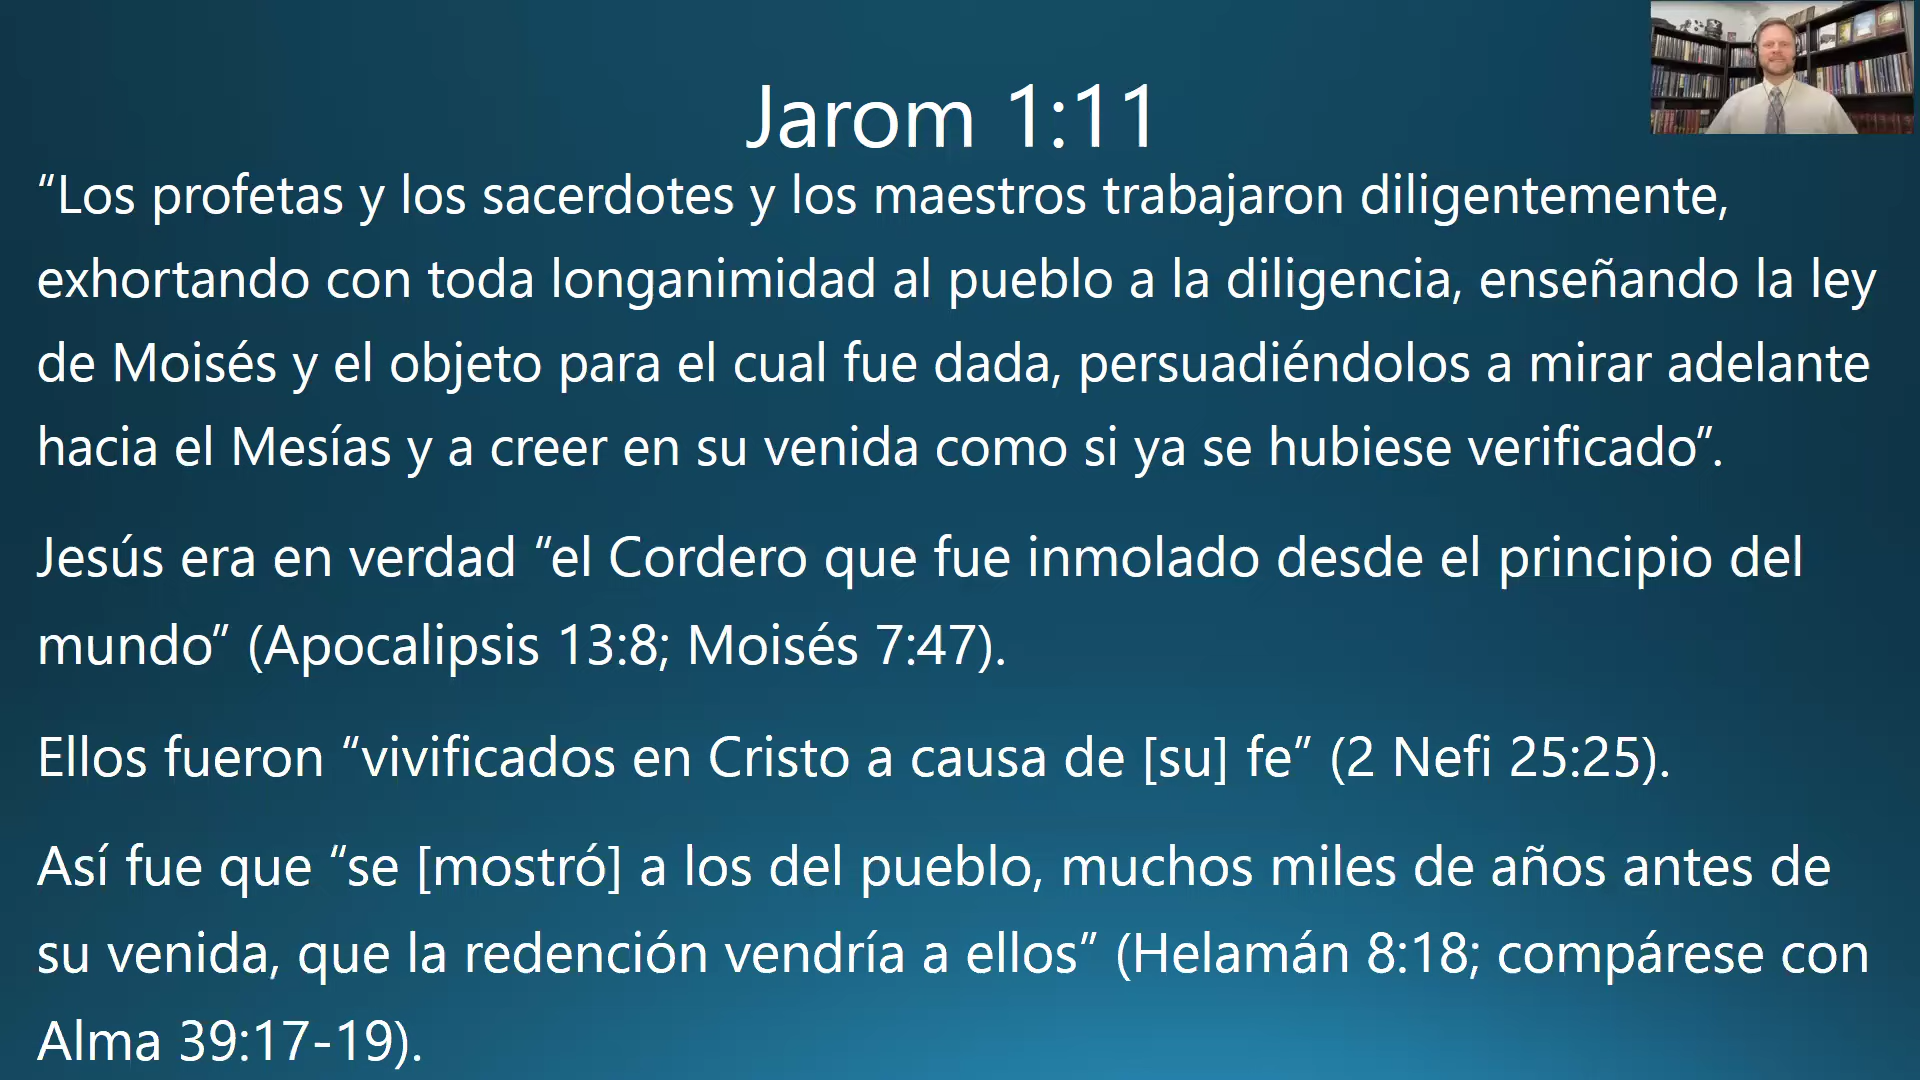 Jarom 1:11
“Los profetas y los sacerdotes y los maestros trabajaron diligentemente,
exhortando con toda longanimidad al pueblo a la diligencia, enseñando la ley
de Moisés y el objeto para el cual fue dada, persuadiéndolos a mirar adelante
hacia el Mesías y a creer en su venida como si ya se hubiese verificado”.
Jesús era en verdad “el Cordero que fue inmolado desde el principio del
mundo” (Apocalipsis 13:8; Moisés 7:47).
Ellos fueron “vivificados en Cristo a causa de [su] fe” (2 Nefi 25:25).
Así fue que “se [mostró] a los del pueblo, muchos miles de años antes de
su venida, que la redención vendría a ellos” (Helamán 8:18; compárese con
Alma 39:17-19).